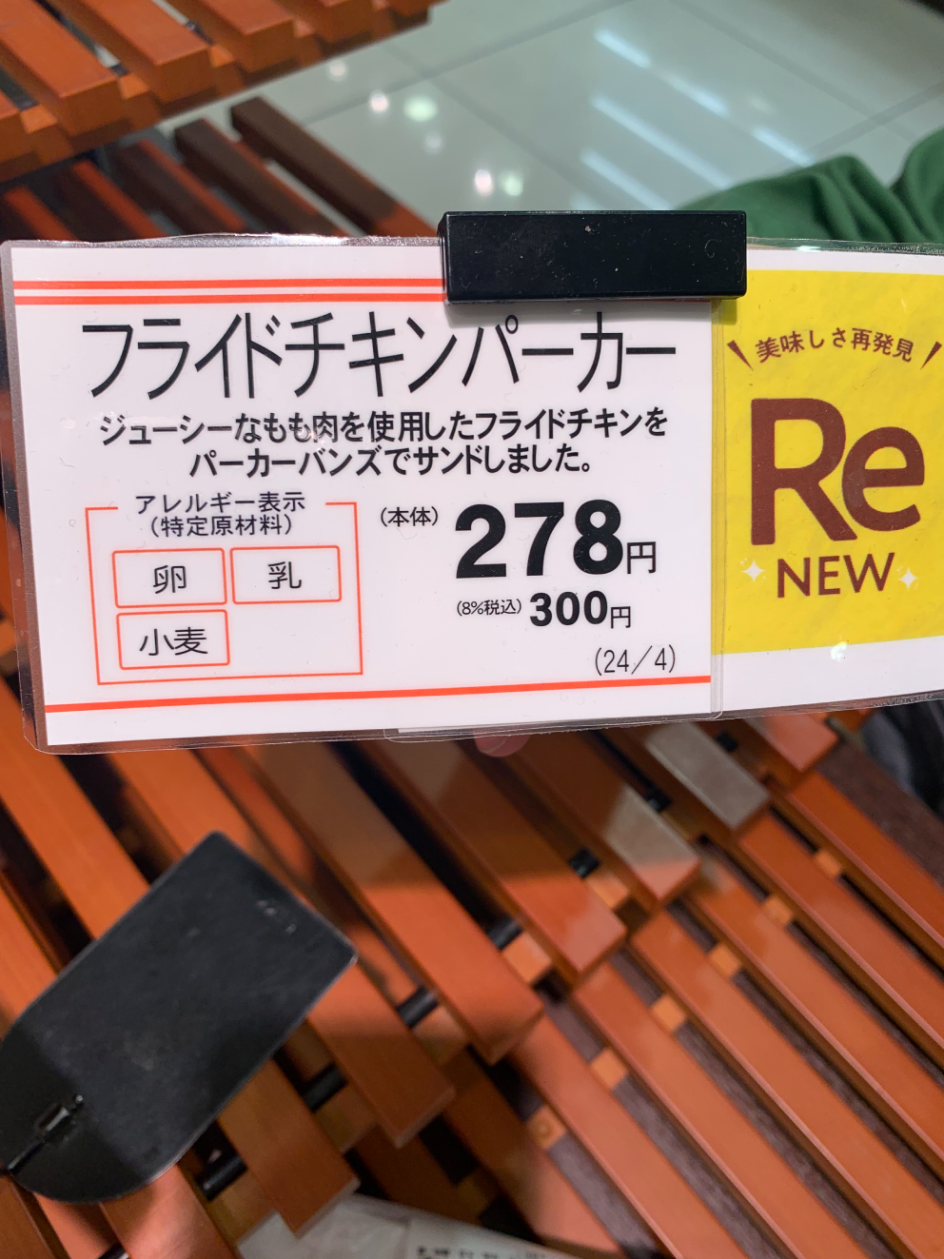 フライドチキンパーカー
ジューシーなもも肉を使用したフライドチキンを
パーカーバンズでサンドしました。
アレルギー表示
(特定原材料)
卵 乳
小麦
(本体) 278円
(8%税込) 300円
(24/4)
美味しさ再発見
Re
NEW